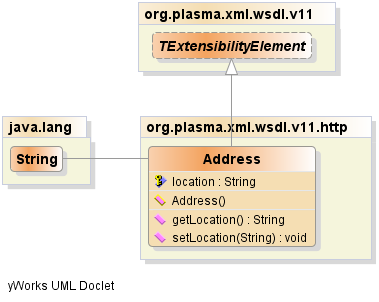 org.plasma.xml.wsdl.v11
TExtensibilityElement
java.lang
String
org.plasma.xml.wsdl.v11.http
Address
location : String
Address()
getLocation() : String
setLocation(String) : void
yWorks UML Doclet